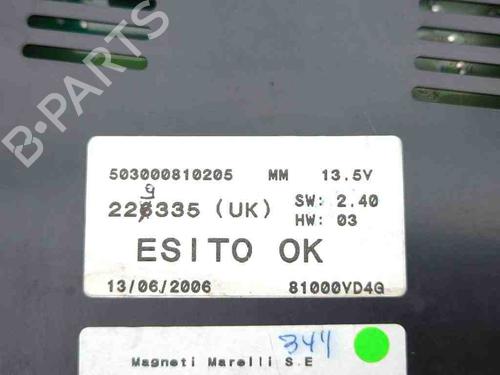 B-PARTS
503000810205 MM 13.5V
9
226335 (UK) SW: 2.40
HW: 03
ESITO OK
13/06/2006 81000VD4G
344
Magneti Marelli S.E